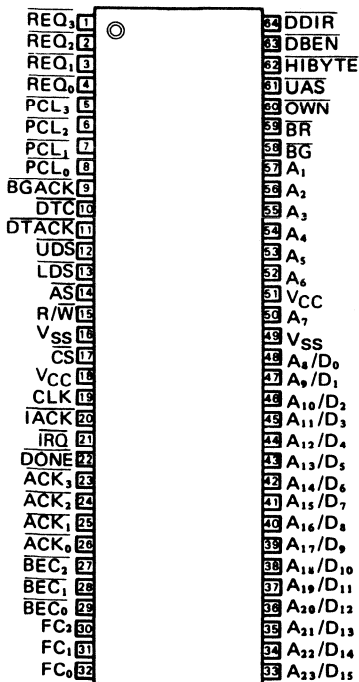 REQ₃ 1
REQ₂ 2
REQ₁ 3
REQ₀ 4
PCL₃ 5
PCL₂ 6
PCL₁ 7
PCL₀ 8
BGACK 9
DTC 10
DTACK 11
UDS 12
LDS 13
AS 14
R/W 15
VSS 16
CS 17
VCC 18
CLK 19
IACK 20
IRQ 21
DONE 22
ACK₃ 23
ACK₂ 24
ACK₁ 25
ACK₀ 26
BEC₂ 27
BEC₁ 28
BEC₀ 29
FC₂ 30
FC₁ 31
FC₀ 32
64 DDIR
63 DBEN
62 HIBYTE
61 UAS
60 OWN
59 BR
58 BG
57 A₁
56 A₂
55 A₃
54 A₄
53 A₅
52 A₆
51 VCC
50 A₇
49 VSS
48 A₈/D₀
47 A₉/D₁
46 A₁₀/D₂
45 A₁₁/D₃
44 A₁₂/D₄
43 A₁₃/D₅
42 A₁₄/D₆
41 A₁₅/D₇
40 A₁₆/D₈
39 A₁₇/D₉
38 A₁₈/D₁₀
37 A₁₉/D₁₁
36 A₂₀/D₁₂
35 A₂₁/D₁₃
34 A₂₂/D₁₄
33 A₂₃/D₁₅